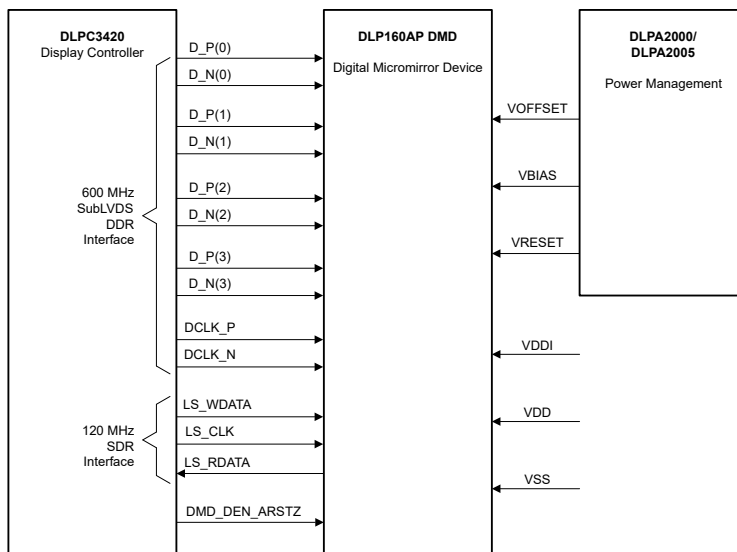 DLPC3420
Display Controller
600 MHz
SubLVDS
DDR
Interface
120 MHz
SDR
Interface
D_P(0)
D_N(0)
D_P(1)
D_N(1)
D_P(2)
D_N(2)
D_P(3)
D_N(3)
DCLK_P
DCLK_N
LS_WDATA
LS_CLK
LS_RDATA
DMD_DEN_ARSTZ
DLP160AP DMD
Digital Micromirror Device
VOFFSET
VBIAS
VRESET
VDDI
VDD
VSS
DLPA2000/
DLPA2005
Power Management